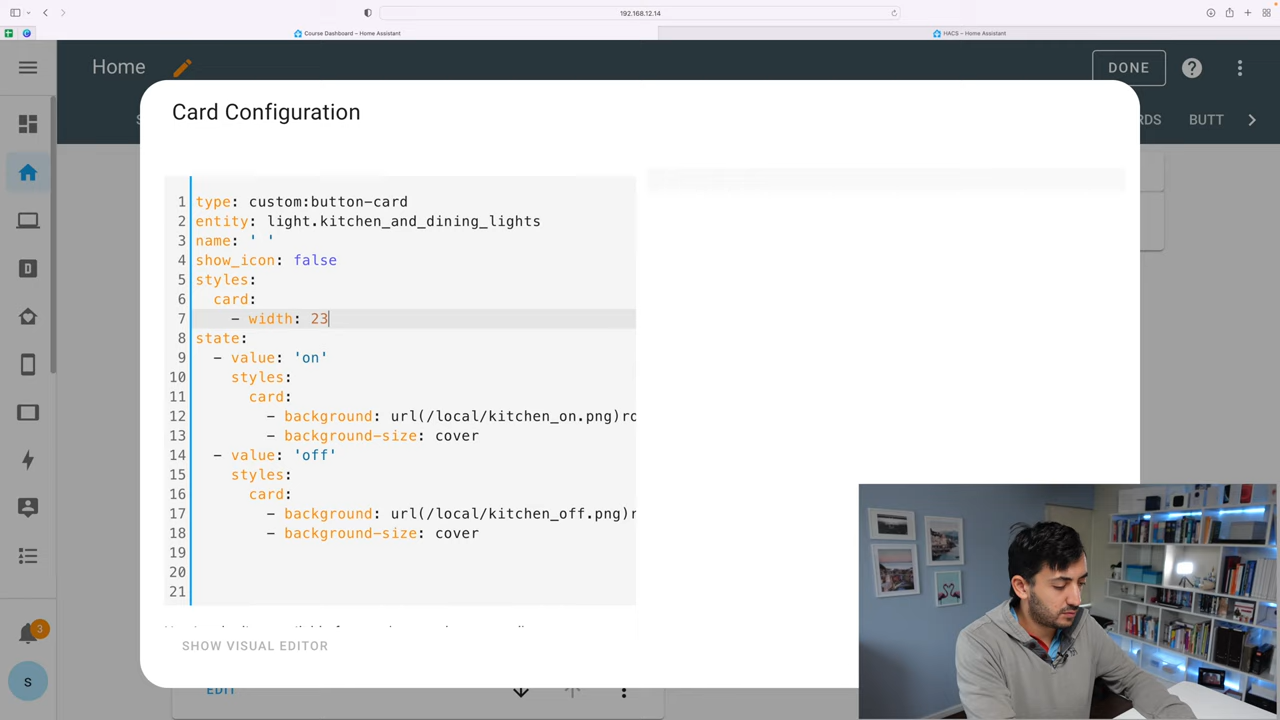 192.168.12.14
Course Dashboard – Home Assistant
HACS – Home Assistant
Home
DONE
RDS
BUTT
Card Configuration
1 type: custom:button-card
2 entity: light.kitchen_and_dining_lights
3 name: ' '
4 show_icon: false
5 styles:
6 card:
7 - width: 23
8 state:
9 - value: 'on'
10 styles:
11 card:
12 - background: url(/local/kitchen_on.png)ro
13 - background-size: cover
14 - value: 'off'
15 styles:
16 card:
17 - background: url(/local/kitchen_off.png)r
18 - background-size: cover
19
20
21
SHOW VISUAL EDITOR
EDIT
3
S
D